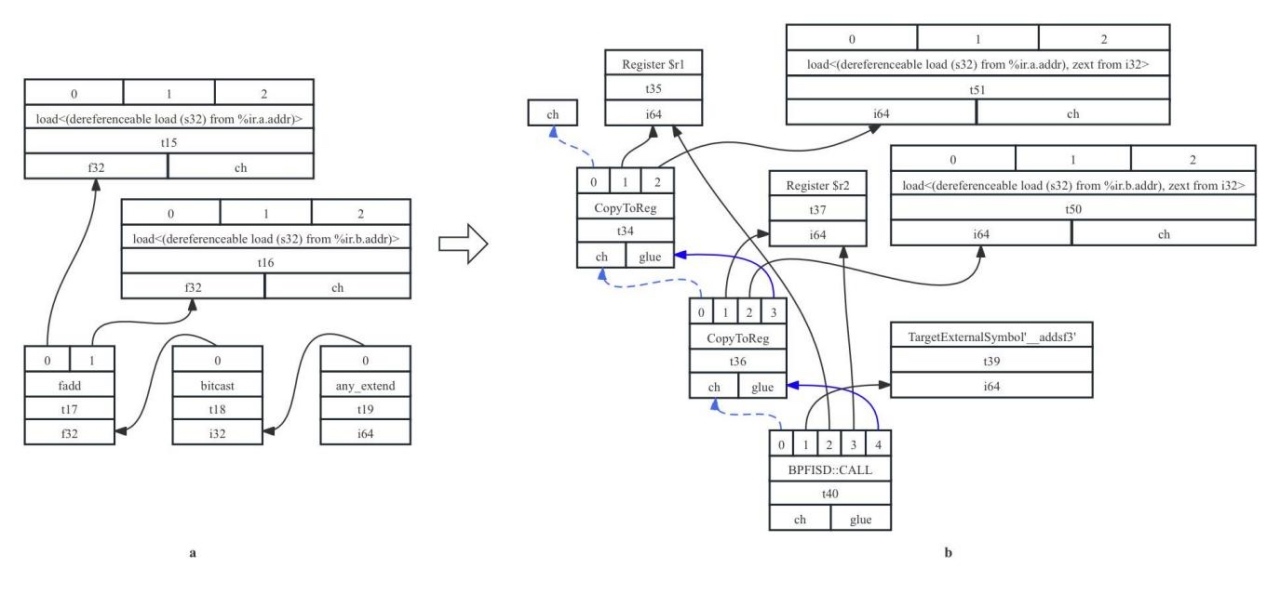 0 1 2
load<(dereferenceable load (s32) from %ir.a.addr)>
t15
f32 ch
0 1 2
load<(dereferenceable load (s32) from %ir.b.addr)>
t16
f32 ch
0 1
fadd
t17
f32
0
bitcast
t18
i32
0
any_extend
t19
i64
a
ch
Register $r1
t35
i64
0 1 2
load<(dereferenceable load (s32) from %ir.a.addr), zext from i32>
t51
i64 ch
0 1 2
CopyToReg
t34
ch glue
Register $r2
t37
i64
0 1 2
load<(dereferenceable load (s32) from %ir.b.addr), zext from i32>
t50
i64 ch
0 1 2 3
CopyToReg
t36
ch glue
TargetExternalSymbol'__addsf3'
t39
i64
0 1 2 3 4
BPFISD::CALL
t40
ch glue
b